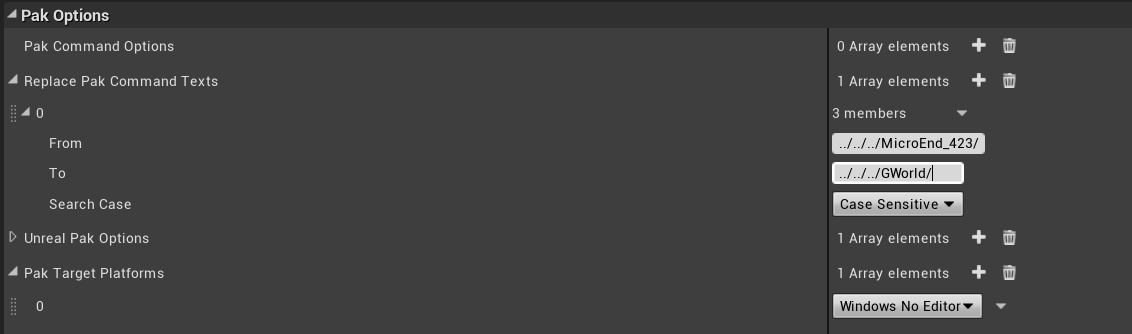 Pak Options
Pak Command Options 0 Array elements
Replace Pak Command Texts 1 Array elements
0 3 members
From ../../../MicroEnd_423/
To ../../../GWorld/
Search Case Case Sensitive
Unreal Pak Options 1 Array elements
Pak Target Platforms 1 Array elements
0 Windows No Editor